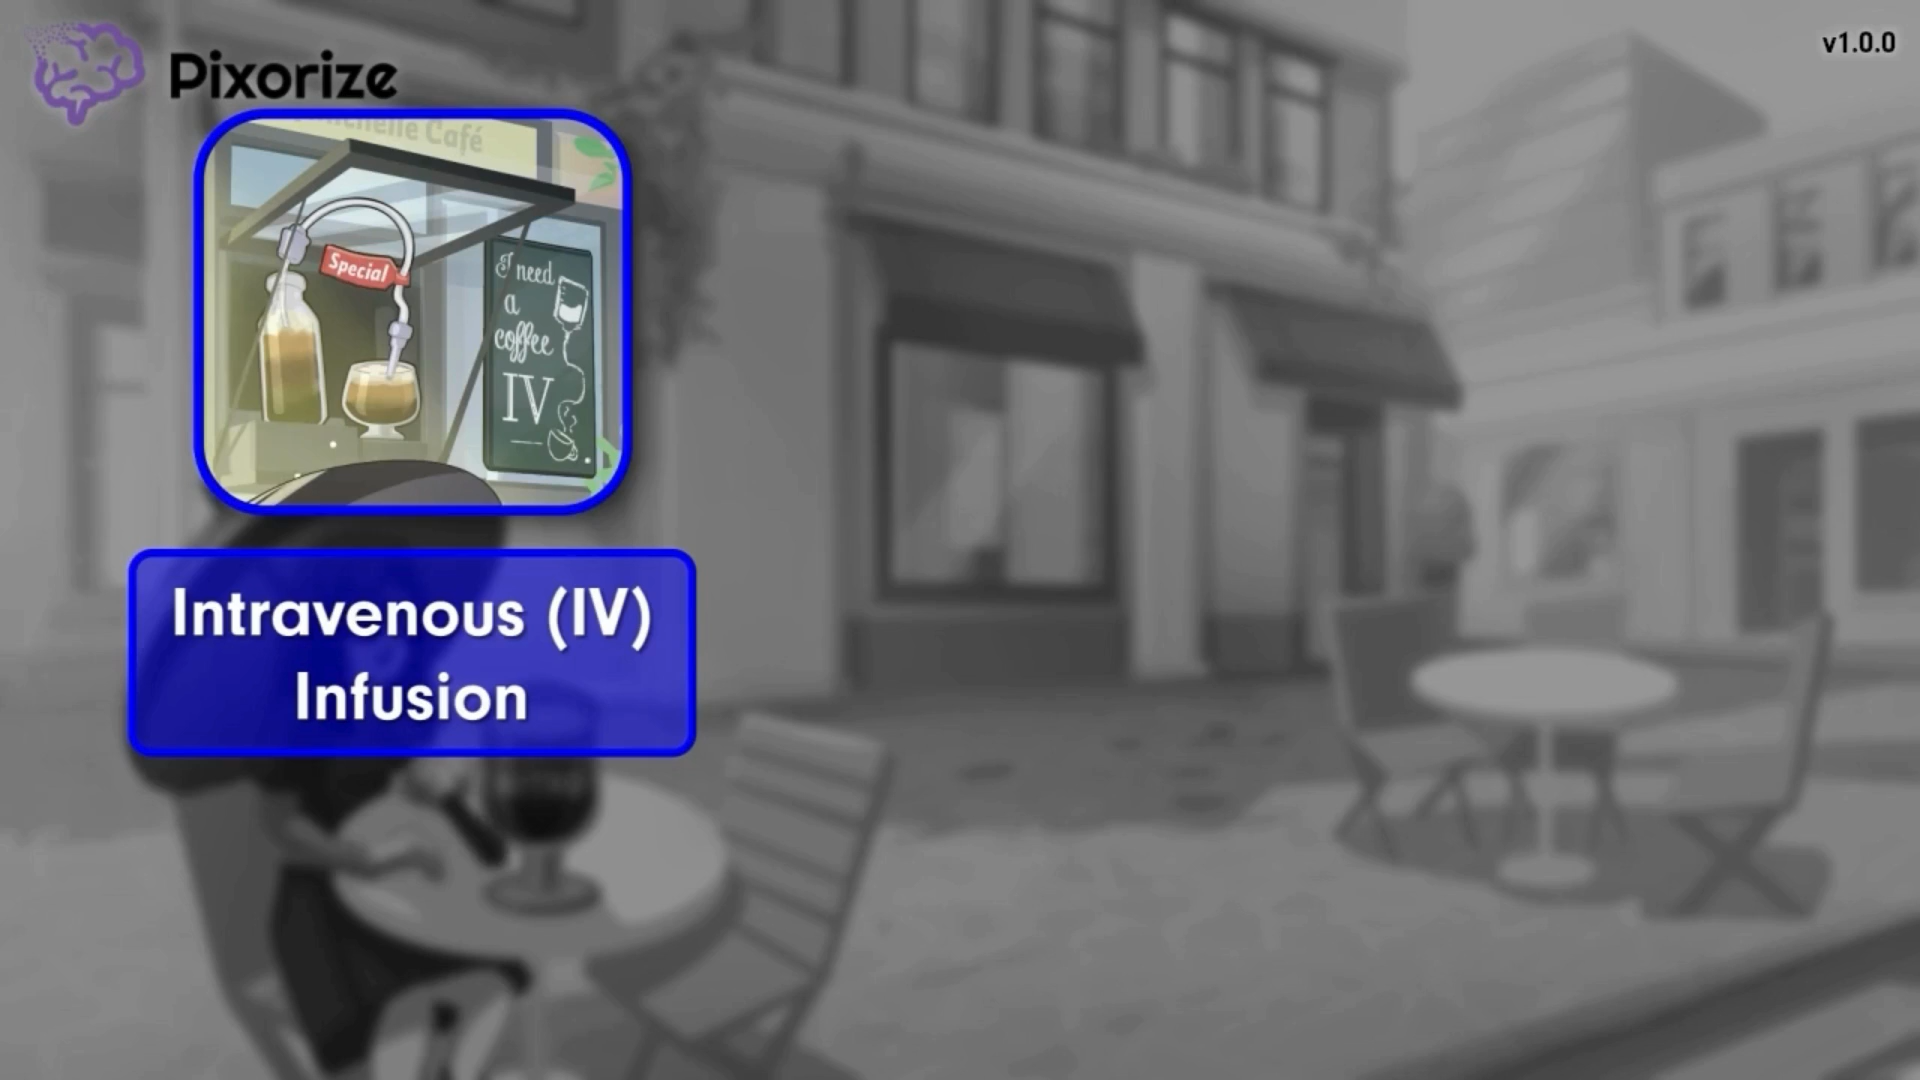 Pixorize
v1.0.0
Café
Special
I need
a
coffee
IV
Intravenous (IV)
Infusion